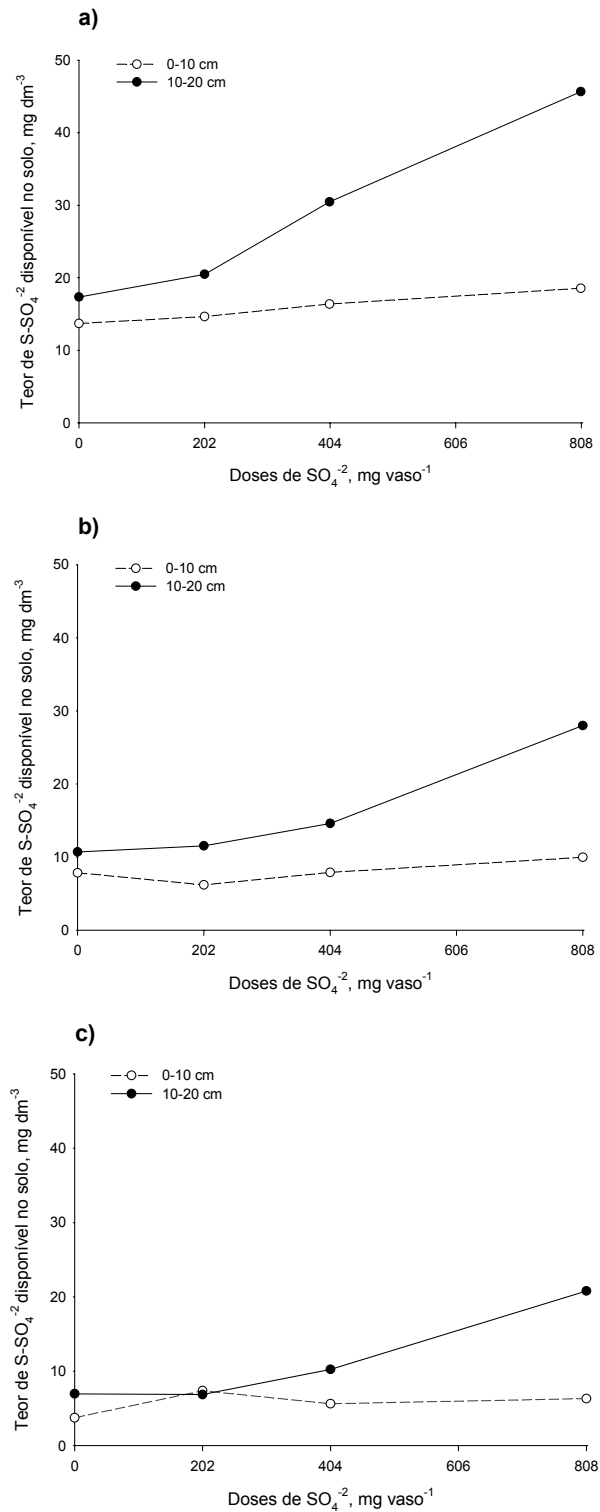 a)
Teor de S-SO₄⁻² disponível no solo, mg dm⁻³
0-10 cm
10-20 cm
50
40
30
20
10
0
0 202 404 606 808
Doses de SO₄⁻², mg vaso⁻¹
b)
Teor de S-SO₄⁻² disponível no solo, mg dm⁻³
0-10 cm
10-20 cm
50
40
30
20
10
0
0 202 404 606 808
Doses de SO₄⁻², mg vaso⁻¹
c)
Teor de S-SO₄⁻² disponível no solo, mg dm⁻³
0-10 cm
10-20 cm
50
40
30
20
10
0
0 202 404 606 808
Doses de SO₄⁻², mg vaso⁻¹